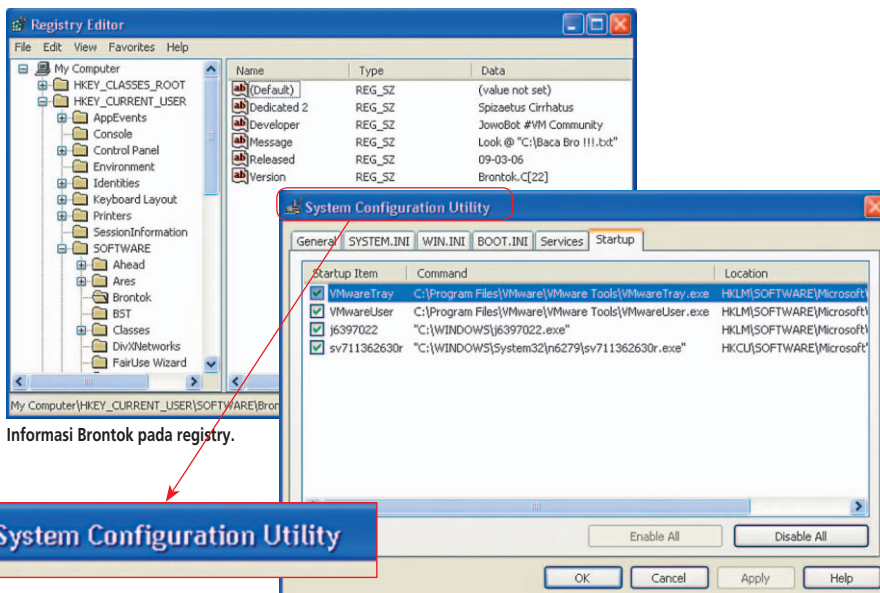 Registry Editor
File Edit View Favorites Help
My Computer
HKEY_CLASSES_ROOT
HKEY_CURRENT_USER
AppEvents
Console
Control Panel
Environment
Identities
Keyboard Layout
Printers
SessionInformation
SOFTWARE
Ahead
Ares
Brontok
BST
Classes
DivXNetworks
FairUse Wizard
Name Type Data
(Default) REG_SZ (value not set)
Dedicated 2 REG_SZ Spizaetus Cirrhatus
Developer REG_SZ JowoBot #VM Community
Message REG_SZ Look @ "C:\Baca Bro !!!.txt"
Released REG_SZ 09-03-06
Version REG_SZ Brontok.C[22]
My Computer\HKEY_CURRENT_USER\SOFTWARE\Bron
Informasi Brontok pada registry.
System Configuration Utility
General SYSTEM.INI WIN.INI BOOT.INI Services Startup
Startup Item Command Location
VMwareTray C:\Program Files\VMware\VMware Tools\VMwareTray.exe HKLM\SOFTWARE\Microsoft\
VMwareUser C:\Program Files\VMware\VMware Tools\VMwareUser.exe HKLM\SOFTWARE\Microsoft\
j6397022 "C:\WINDOWS\j6397022.exe" HKLM\SOFTWARE\Microsoft\
sv711362630r "C:\WINDOWS\System32\n6279\sv711362630r.exe" HKCU\SOFTWARE\Microsoft\
Enable All Disable All
OK Cancel Apply Help
System Configuration Utility